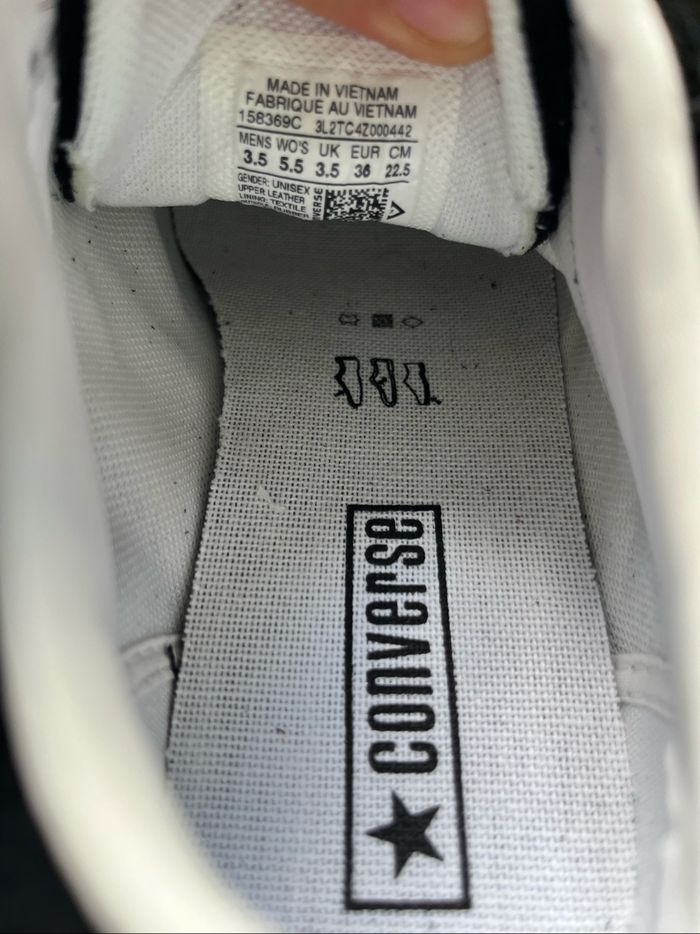 MADE IN VIETNAM
FABRIQUE AU VIETNAM
158369C 3L2TC4Z000442
MENS WO'S UK EUR CM
3.5 5.5 3.5 36 22.5
GENDER: UNISEX
UPPER LEATHER
LINING: TEXTILE
RUBBER
converse